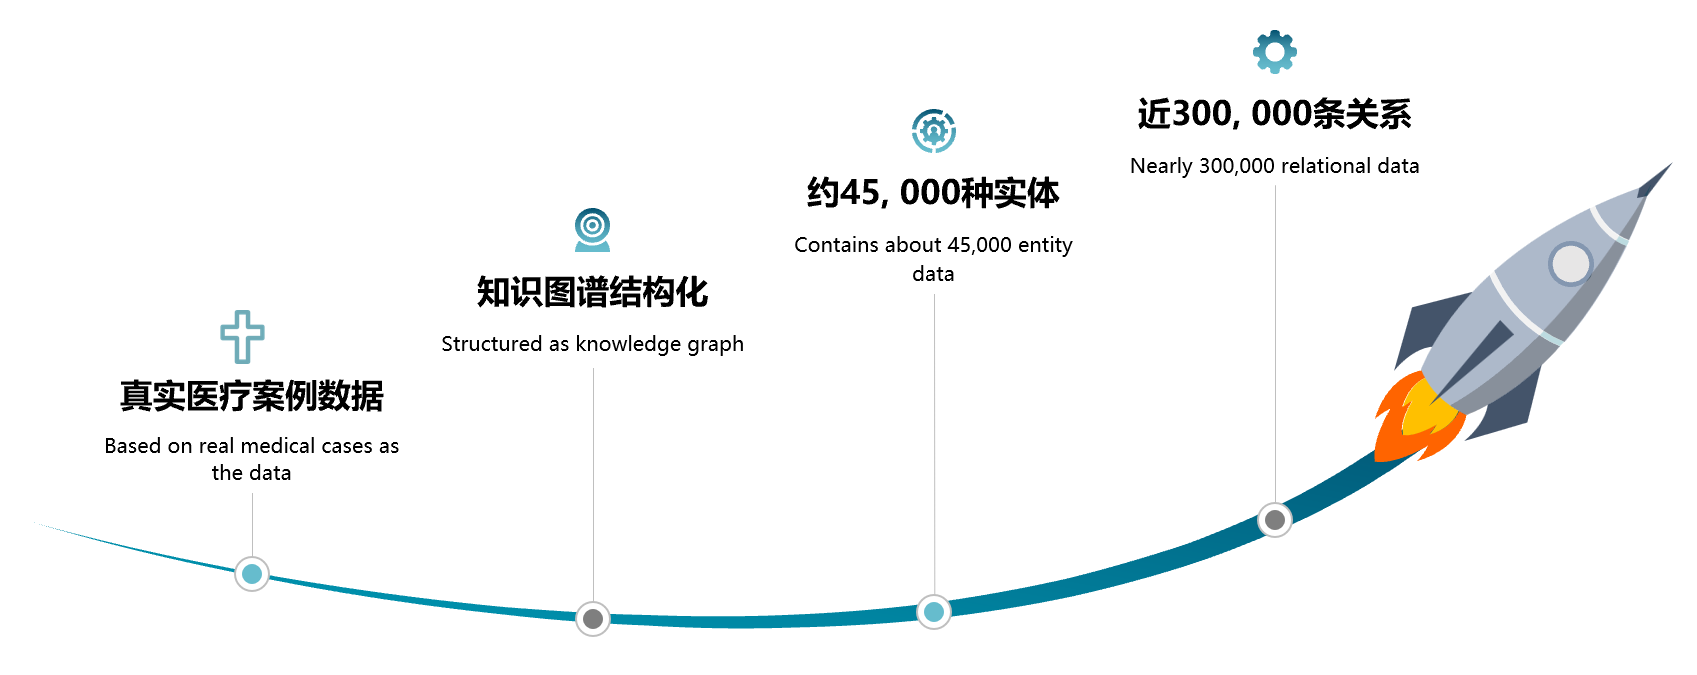 真实医疗案例数据
Based on real medical cases as
the data
知识图谱结构化
Structured as knowledge graph
约45, 000种实体
Contains about 45,000 entity
data
近300, 000条关系
Nearly 300,000 relational data